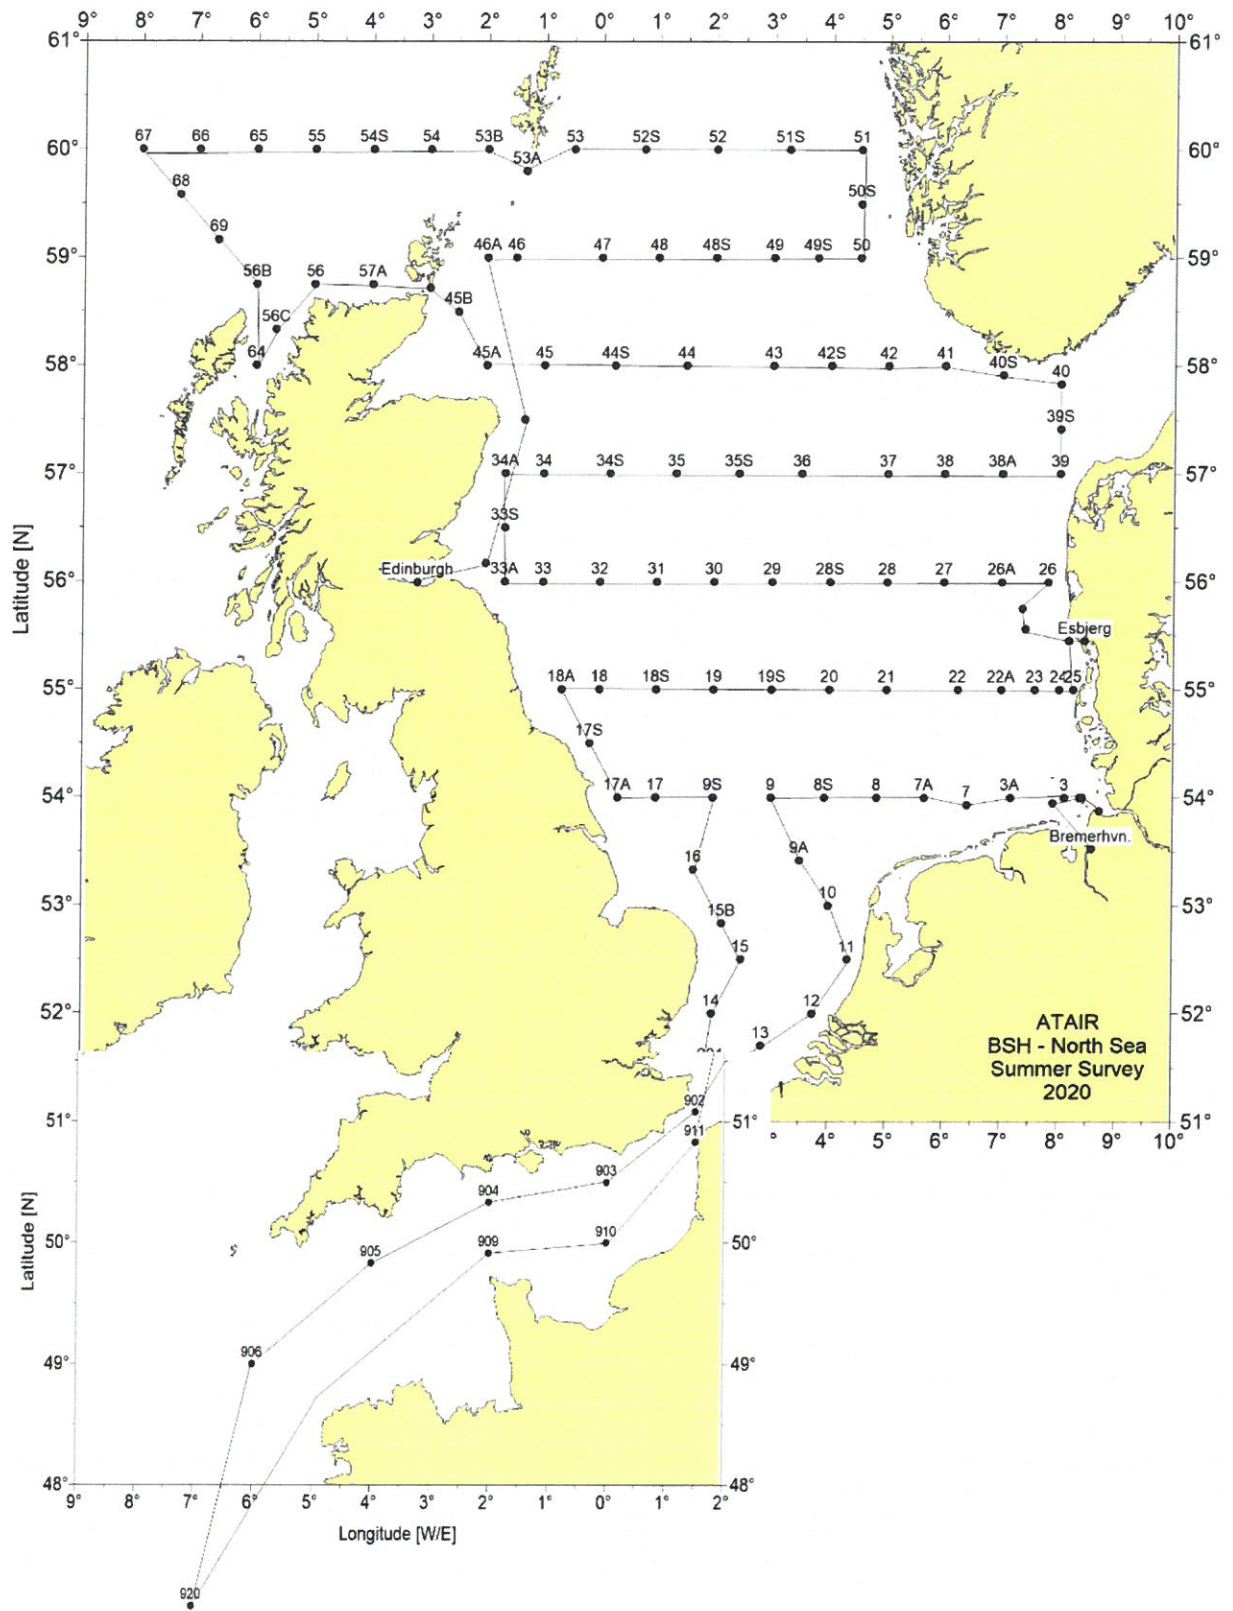 9° 8° 7° 6° 5° 4° 3° 2° 1° 0° 1° 2° 3° 4° 5° 6° 7° 8° 9° 10°
61° 61°
67 66 65 55 54S 54 53B 53 52S 52 51S 51
60° 60°
53A
68
50S
69
46A 46 47 48 48S 49 49S 50
59° 59°
56B 56 57A
45B
56C
64 45A 45 44S 44 43 42S 42 41 40S 40
58° 58°
39S
34A 34 34S 35 35S 36 37 38 38A 39
57° 57°
33S
Edinburgh 33A 33 32 31 30 29 28S 28 27 26A 26
56° 56°
Latitude [N]
Esbjerg
18A 18 18S 19 19S 20 21 22 22A 23 24 25
55° 55°
17S
17A 17 9S 9 8S 8 7A 7 3A 3
54° 54°
Bremerhvn.
9A
16
10
53° 53°
15B
15 11
14 12
52° 52°
13
ATAIR
BSH - North Sea
Summer Survey
2020
902
51° 51° 51°
911
4° 5° 6° 7° 8° 9° 10°
903
904
Latitude [N]
910
909
905
50° 50°
906
49° 49°
48° 48°
9° 7° 6° 5° 4° 3° 2° 1° 0° 1° 2°
Longitude [W/E]
920